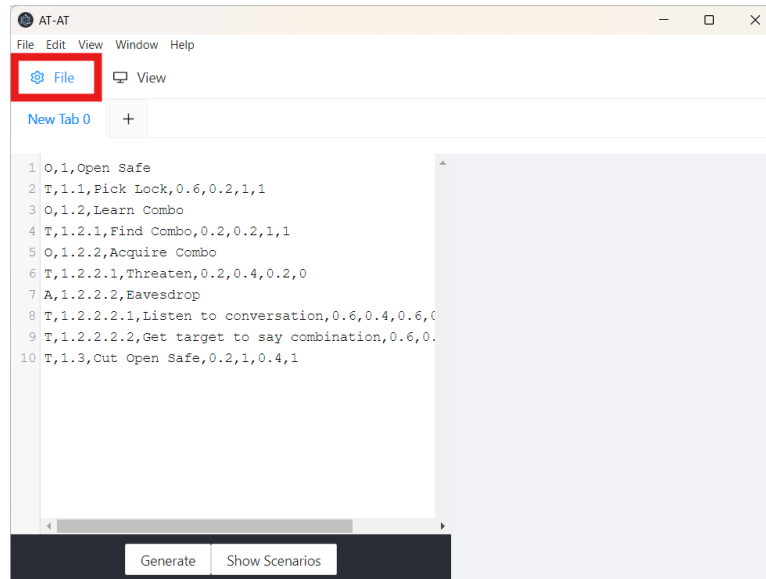 AT-AT
File Edit View Window Help
File View
New Tab 0 +
1 O,1,Open Safe
2 T,1.1,Pick Lock,0.6,0.2,1,1
3 O,1.2,Learn Combo
4 T,1.2.1,Find Combo,0.2,0.2,1,1
5 O,1.2.2,Acquire Combo
6 T,1.2.2.1,Threaten,0.2,0.4,0.2,0
7 A,1.2.2.2,Eavesdrop
8 T,1.2.2.2.1,Listen to conversation,0.6,0.4,0.6,0
9 T,1.2.2.2.2,Get target to say combination,0.6,0.
10 T,1.3,Cut Open Safe,0.2,1,0.4,1
Generate Show Scenarios